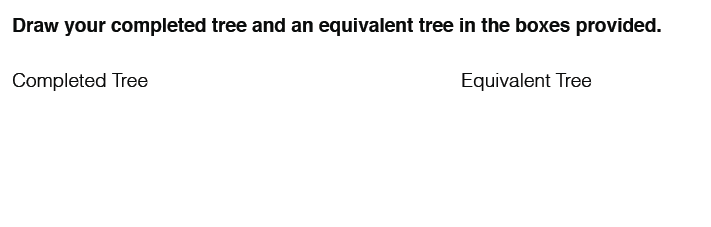 Draw your completed tree and an equivalent tree in the boxes provided.
Completed Tree
Equivalent Tree